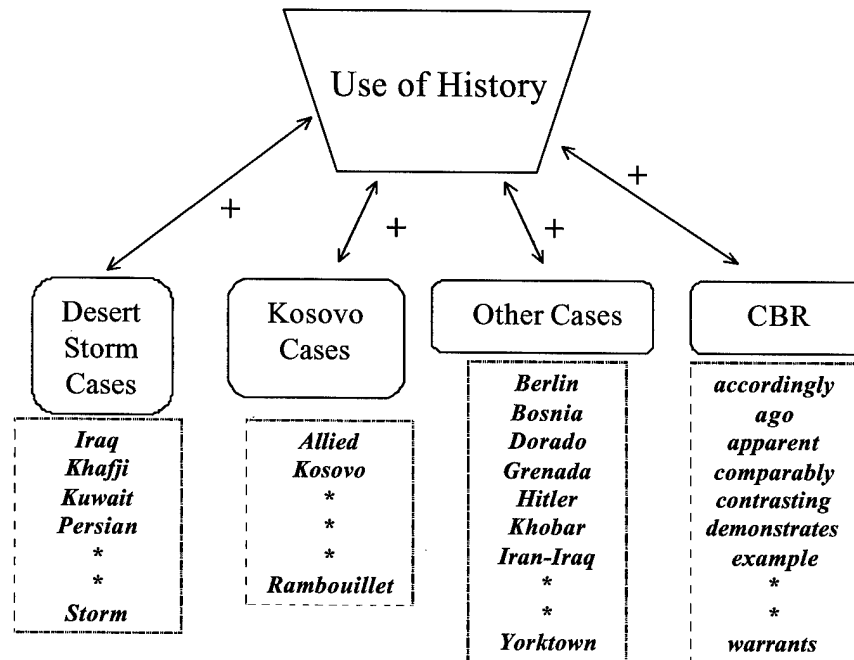 Use of History
+
+
+
+
Desert
Storm
Cases
Iraq
Khafji
Kuwait
Persian
*
*
Storm
Kosovo
Cases
Allied
Kosovo
*
*
*
Rambouillet
Other Cases
Berlin
Bosnia
Dorado
Grenada
Hitler
Khobar
Iran-Iraq
*
*
Yorktown
CBR
accordingly
ago
apparent
comparably
contrasting
demonstrates
example
*
*
warrants